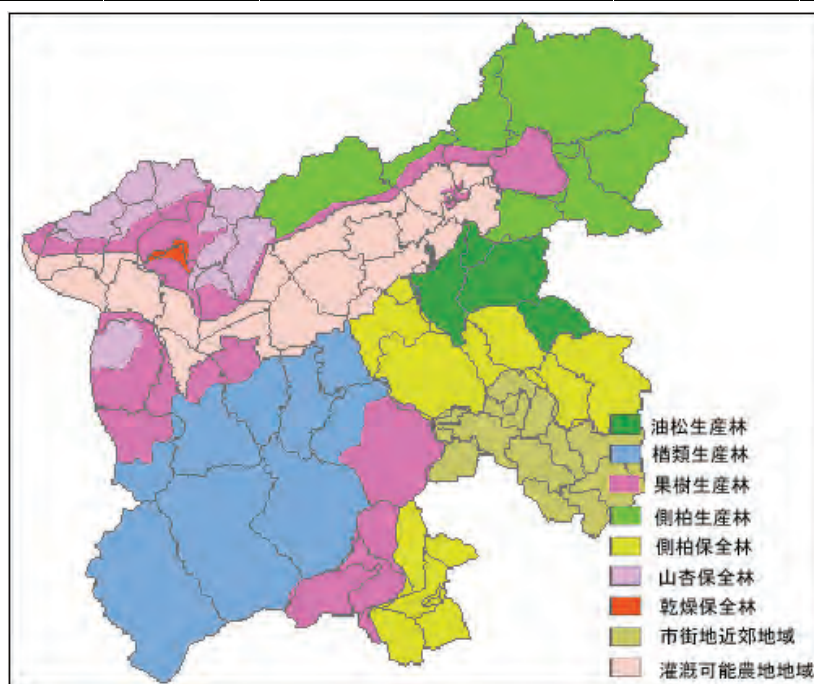 油松生産林
楢類生産林
果樹生産林
側柏生産林
側柏保全林
山杏保全林
乾燥保全林
市街地近郊地域
灌漑可能農地地域